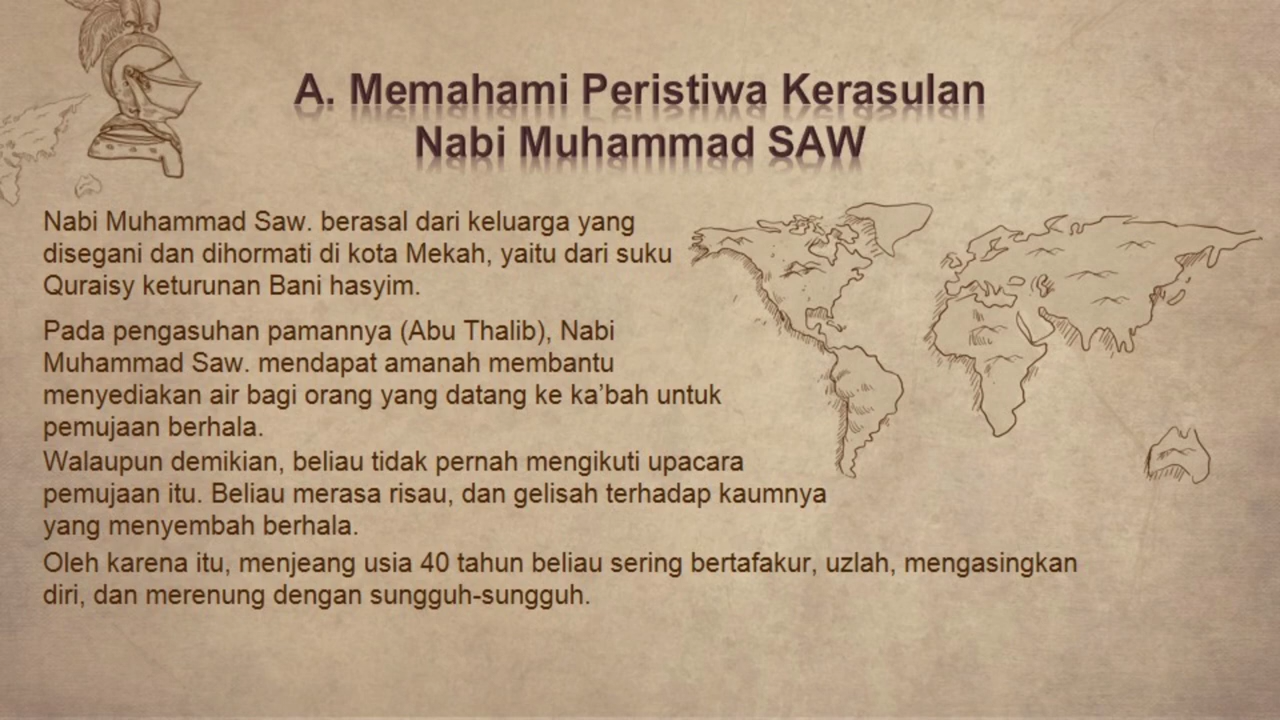 A. Memahami Peristiwa Kerasulan
Nabi Muhammad SAW
Nabi Muhammad Saw. berasal dari keluarga yang
disegani dan dihormati di kota Mekah, yaitu dari suku
Quraisy keturunan Bani hasyim.
Pada pengasuhan pamannya (Abu Thalib), Nabi
Muhammad Saw. mendapat amanah membantu
menyediakan air bagi orang yang datang ke ka’bah untuk
pemujaan berhala.
Walaupun demikian, beliau tidak pernah mengikuti upacara
pemujaan itu. Beliau merasa risau, dan gelisah terhadap kaumnya
yang menyembah berhala.
Oleh karena itu, menjeang usia 40 tahun beliau sering bertafakur, uzlah, mengasingkan
diri, dan merenung dengan sungguh-sungguh.